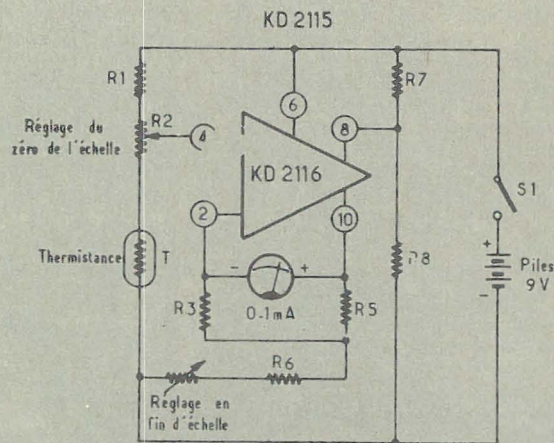 KD 2115
R1
R7
6
R2
Réglage du
zéro de l'échelle
4
8
KD 2116
S1
2
10
Thermistance
T
R8
+
Piles
9V
-
- +
R3
R5
0-1mA
R6
Réglage en
fin d'échelle